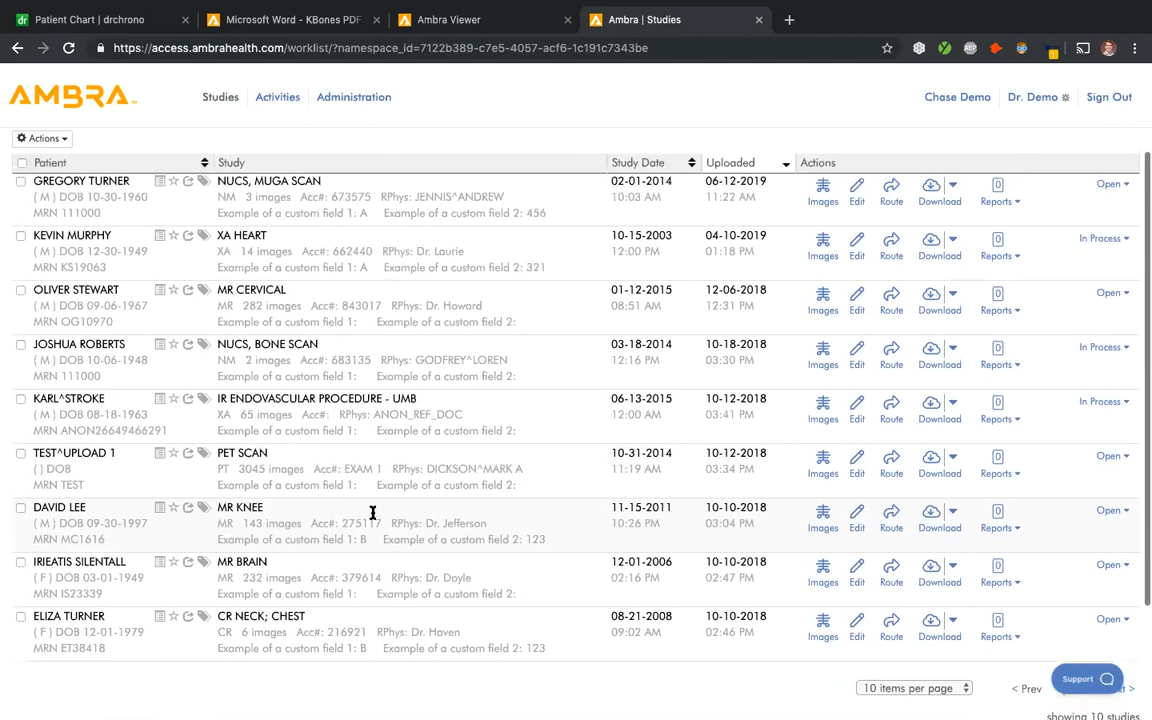 Patient Chart | drchrono
Microsoft Word - KBones PDF
Ambra Viewer
Ambra | Studies
https://access.ambrahealth.com/worklist/?namespace_id=7122b389-c7e5-4057-acf6-1c191c7343be
AMBRA
Studies Activities Administration
Chase Demo Dr. Demo Sign Out
Actions
Patient Study Study Date Uploaded Actions
GREGORY TURNER NUCS, MUGA SCAN 02-01-2014 06-12-2019 0 Open
( M ) DOB 10-30-1960 NM 3 images Acc#: 673575 RPhys: JENNIS^ANDREW 10:03 AM 11:22 AM Images Edit Route Download Reports
MRN 111000 Example of a custom field 1: A Example of a custom field 2: 456
KEVIN MURPHY XA HEART 10-15-2003 04-10-2019 0 In Process
( M ) DOB 12-30-1949 XA 14 images Acc#: 662440 RPhys: Dr. Laurie 12:00 PM 01:18 PM Images Edit Route Download Reports
MRN KS19063 Example of a custom field 1: A Example of a custom field 2: 321
OLIVER STEWART MR CERVICAL 01-12-2015 12-06-2018 0 Open
( M ) DOB 09-06-1967 MR 282 images Acc#: 843017 RPhys: Dr. Howard 08:51 AM 12:31 PM Images Edit Route Download Reports
MRN OG10970 Example of a custom field 1: Example of a custom field 2:
JOSHUA ROBERTS NUCS, BONE SCAN 03-18-2014 10-18-2018 0 In Process
( M ) DOB 10-06-1948 NM 2 images Acc#: 683135 RPhys: GODFREY^LOREN 12:16 PM 03:30 PM Images Edit Route Download Reports
MRN 111000 Example of a custom field 1: Example of a custom field 2:
KARL^STROKE IR ENDOVASCULAR PROCEDURE - UMB 06-13-2015 10-12-2018 0 In Process
( M ) DOB 08-18-1963 XA 65 images Acc#: RPhys: ANON_REF_DOC 12:00 AM 03:41 PM Images Edit Route Download Reports
MRN ANON26649466291 Example of a custom field 1: Example of a custom field 2:
TEST^UPLOAD 1 PET SCAN 10-31-2014 10-12-2018 0 Open
( ) DOB PT 3045 images Acc#: EXAM 1 RPhys: DICKSON^MARK A 11:19 AM 03:34 PM Images Edit Route Download Reports
MRN TEST Example of a custom field 1: Example of a custom field 2:
DAVID LEE MR KNEE 11-15-2011 10-10-2018 0 Open
( M ) DOB 09-30-1997 MR 143 images Acc#: 275117 RPhys: Dr. Jefferson 10:26 PM 03:04 PM Images Edit Route Download Reports
MRN MC1616 Example of a custom field 1: B Example of a custom field 2: 123
IRIEATIS SILENTALL MR BRAIN 12-01-2006 10-10-2018 0 Open
( F ) DOB 03-01-1949 MR 232 images Acc#: 379614 RPhys: Dr. Doyle 02:16 PM 02:47 PM Images Edit Route Download Reports
MRN IS23339 Example of a custom field 1: Example of a custom field 2:
ELIZA TURNER CR NECK; CHEST 08-21-2008 10-10-2018 0 Open
( F ) DOB 12-01-1979 CR 6 images Acc#: 216921 RPhys: Dr. Haven 09:02 AM 02:46 PM Images Edit Route Download Reports
MRN ET38418 Example of a custom field 1: B Example of a custom field 2: 123
Support
10 items per page < Prev >
showing 10 studies